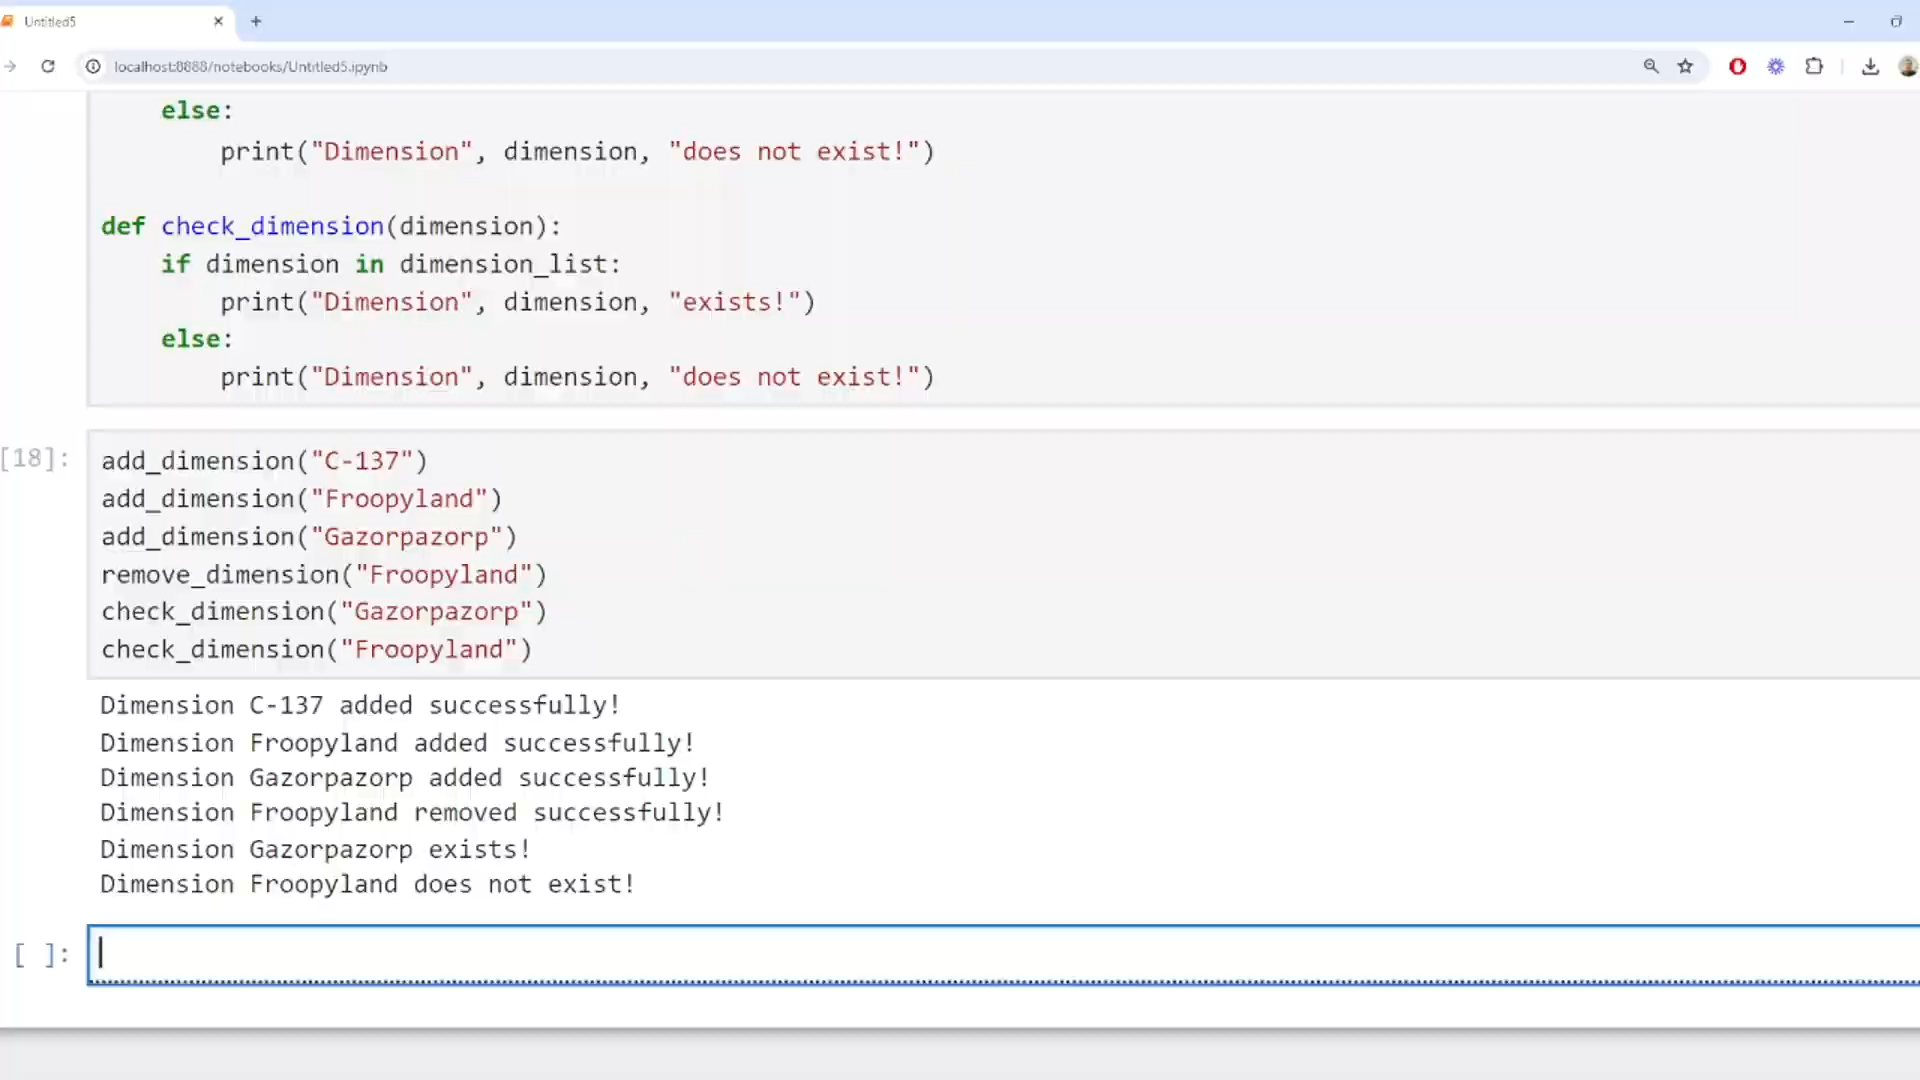 Untitled5
localhost:8888/notebooks/Untitled5.ipynb
    else:
        print("Dimension", dimension, "does not exist!")
def check_dimension(dimension):
    if dimension in dimension_list:
        print("Dimension", dimension, "exists!")
    else:
        print("Dimension", dimension, "does not exist!")
[18]:
add_dimension("C-137")
add_dimension("Froopyland")
add_dimension("Gazorpazorp")
remove_dimension("Froopyland")
check_dimension("Gazorpazorp")
check_dimension("Froopyland")
Dimension C-137 added successfully!
Dimension Froopyland added successfully!
Dimension Gazorpazorp added successfully!
Dimension Froopyland removed successfully!
Dimension Gazorpazorp exists!
Dimension Froopyland does not exist!
[ ]: